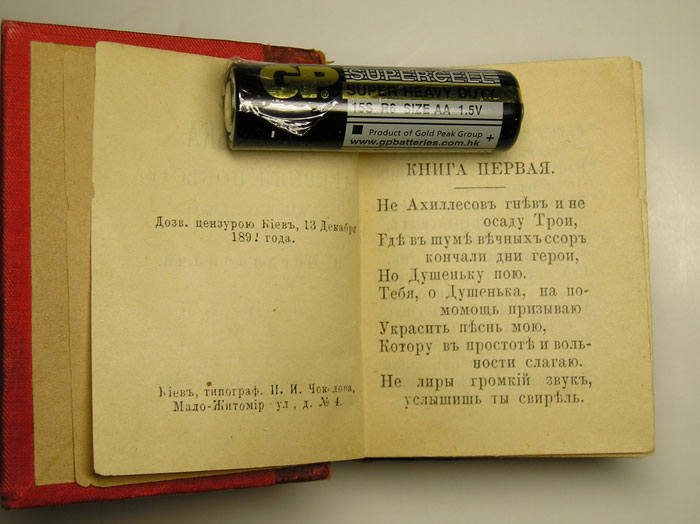 GP® SUPERCELL
SUPER HEAVY DUTY
15S R6 SIZE AA 1.5V
Product of Gold Peak Group
www.gpbatteries.com.hk
+
Дозв. цензурою Кіевъ, 13 Декабря
1892 года.
Кіевъ, типограф. И. И. Чоколова,
Мало-Житомір ул., д. № 4.
КНИГА ПЕРВАЯ.
Не Ахиллесовъ гнѣвъ и не
осаду Трои,
Гдѣ въ шумѣ вѣчныхъ ссоръ
кончали дни герои,
Но Душеньку пою.
Тебя, о Душенька, на по-
момощь призываю
Украсить пѣснь мою,
Котору въ простотѣ и воль-
ности слагаю.
Не лиры громкій звукъ,
услышишь ты свирѣль.